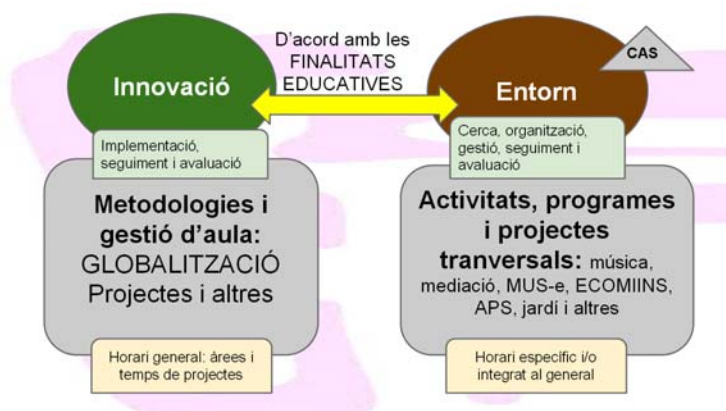 D'acord amb les
FINALITATS
EDUCATIVES
CAS
Innovació
Entorn
Implementació,
seguiment i avaluació
Cerca, organització,
gestió, seguiment i
avaluació
Metodologies i
gestió d'aula:
GLOBALITZACIÓ
Projectes i altres
Activitats, programes
i projectes
tranversals: música,
mediació, MUS-e, ECOMIINS,
APS, jardí i altres
Horari general: àrees i
temps de projectes
Horari específic i/o
integrat al general